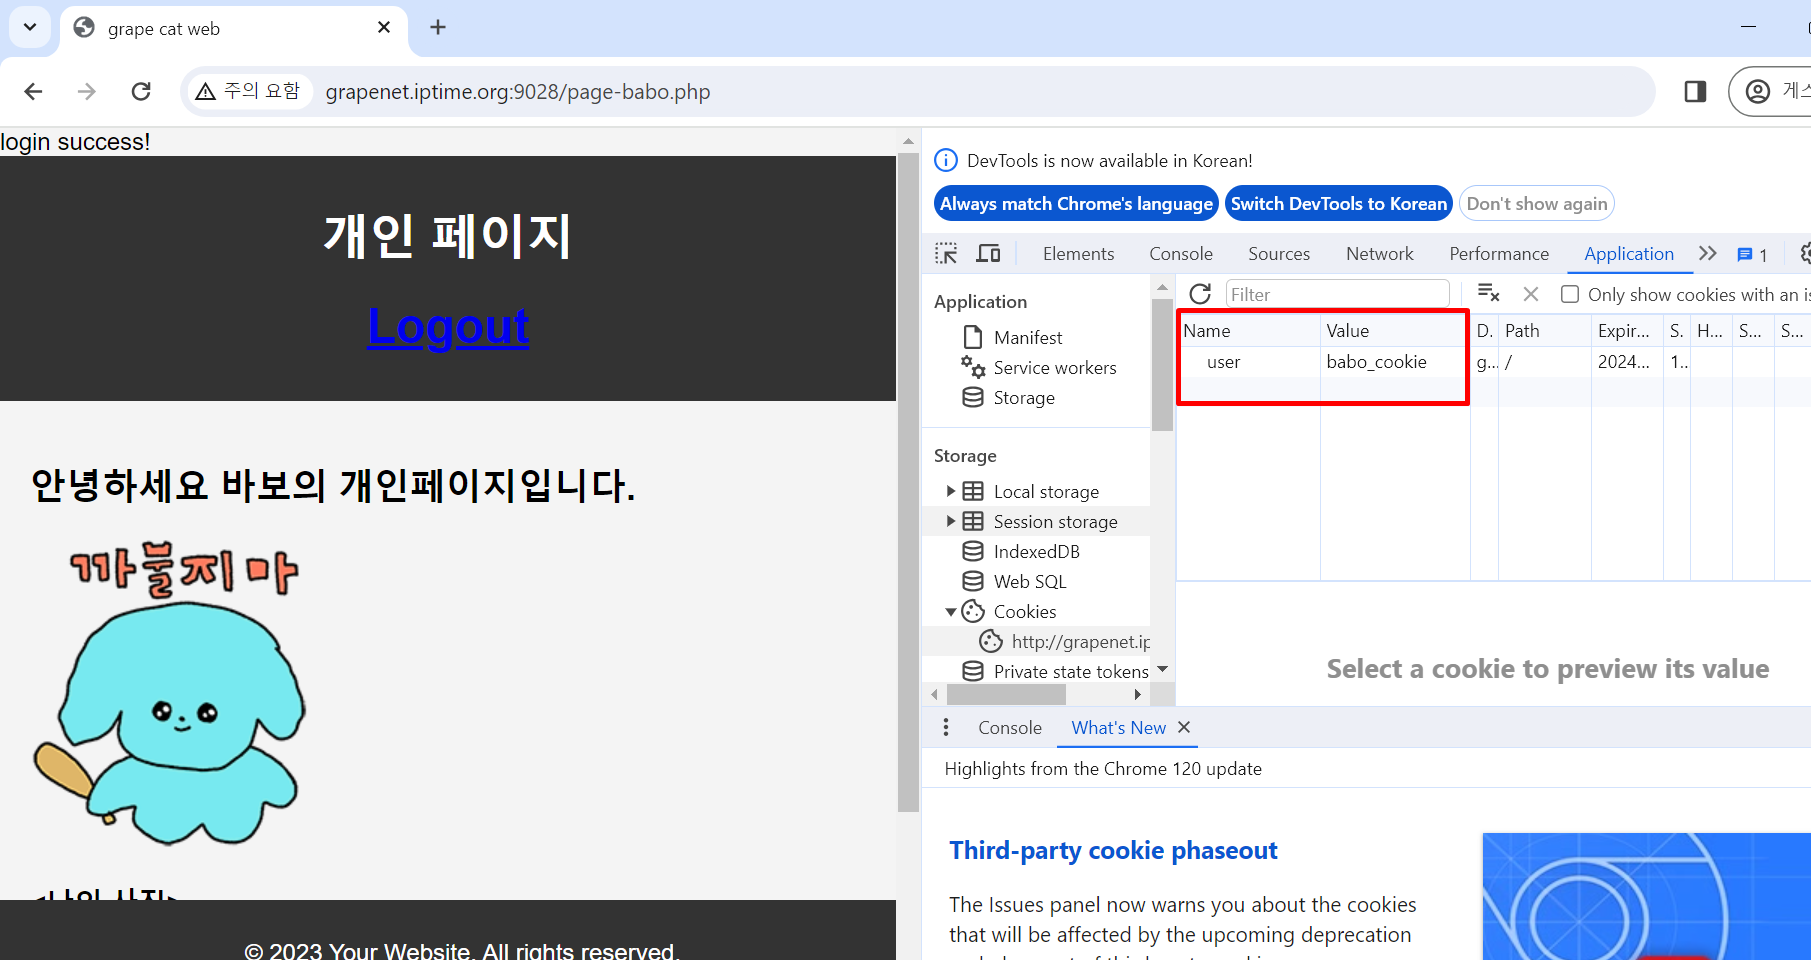 grape cat web
주의 요함
grapenet.iptime.org:9028/page-babo.php
login success!
개인 페이지
Logout
안녕하세요 바보의 개인페이지입니다.
까불지마
© 2023 Your Website. All rights reserved.
DevTools is now available in Korean!
Always match Chrome's language
Switch DevTools to Korean
Don't show again
Elements
Console
Sources
Network
Performance
Application
1
Application
Manifest
Service workers
Storage
Storage
Local storage
Session storage
IndexedDB
Web SQL
Cookies
http://grapenet.ip
Private state tokens
Filter
Only show cookies with an is
Name Value D. Path Expir... S. H... S... S...
user babo_cookie g... / 2024... 1..
Select a cookie to preview its value
Console
What's New
Highlights from the Chrome 120 update
Third-party cookie phaseout
The Issues panel now warns you about the cookies
that will be affected by the upcoming deprecation